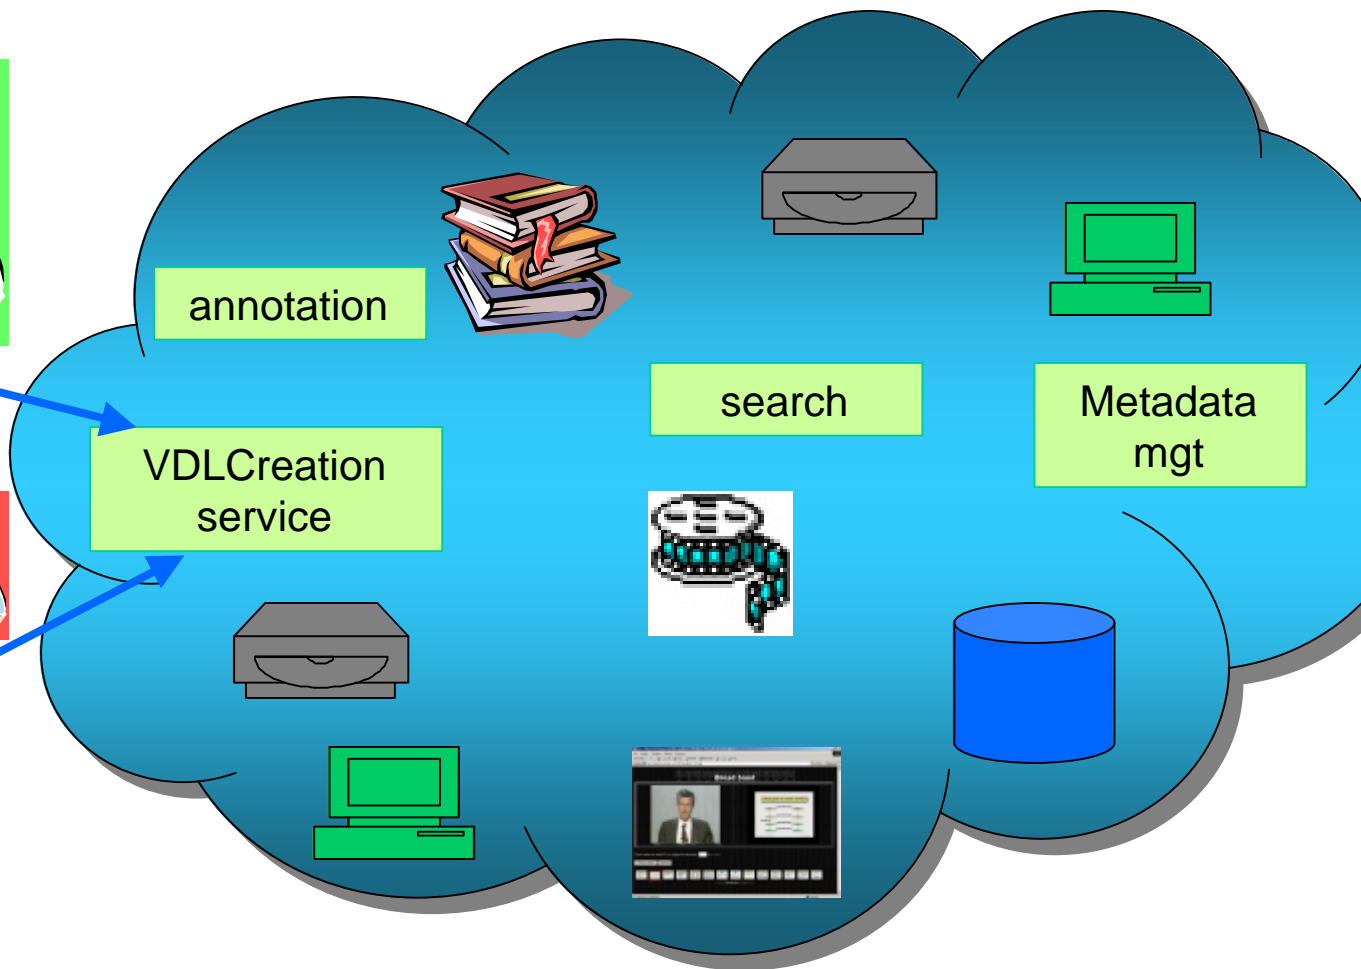 annotation
search
Metadata
mgt
VDLCreation
service